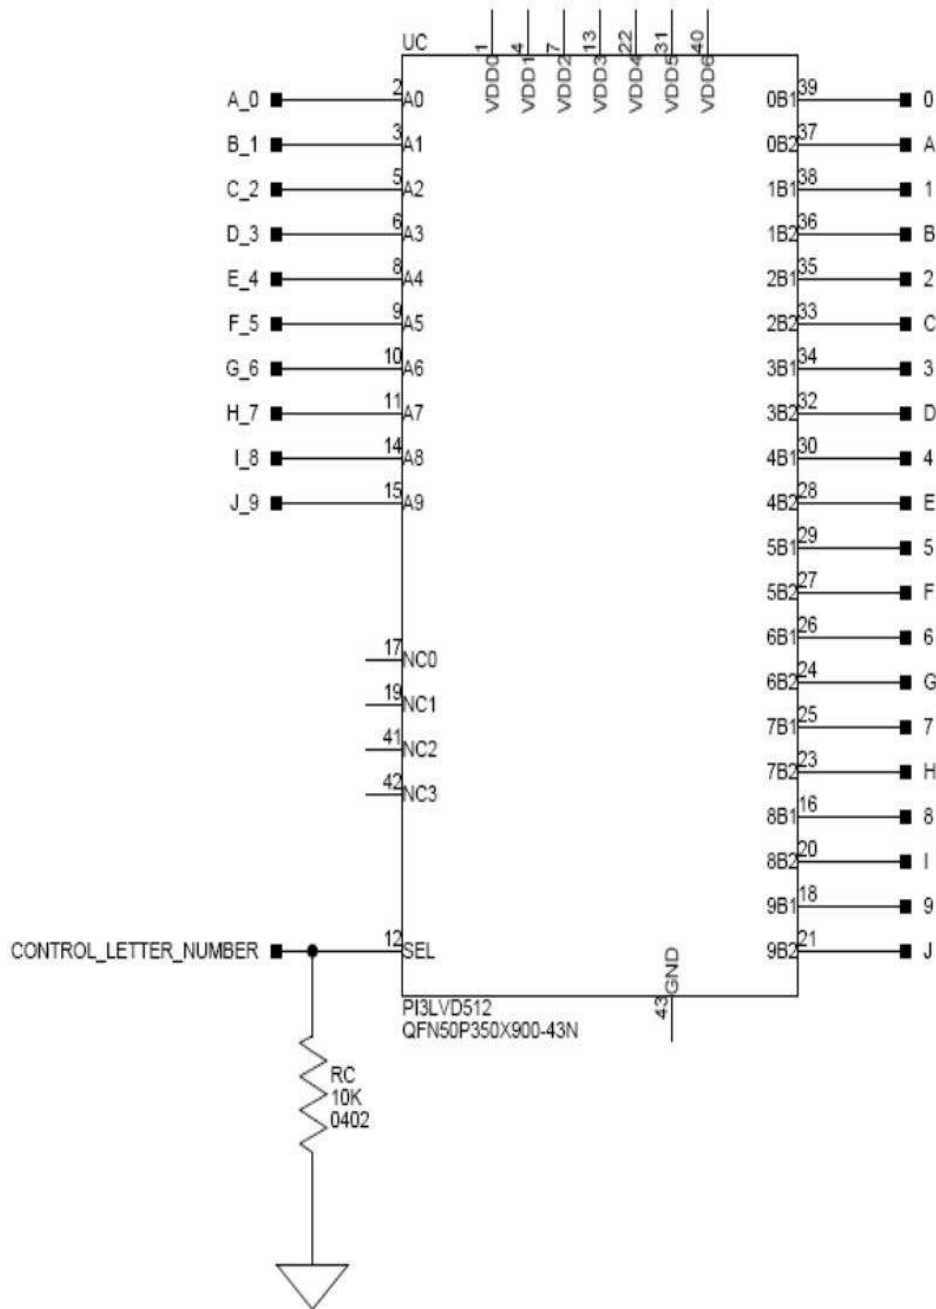 UC
1 4 7 13 22 31 40
VDD0 VDD1 VDD2 VDD3 VDD4 VDD5 VDD6
A_0 2 A0 0B1 39 0
B_1 3 A1 0B2 37 A
C_2 5 A2 1B1 38 1
D_3 6 A3 1B2 36 B
E_4 8 A4 2B1 35 2
F_5 9 A5 2B2 33 C
G_6 10 A6 3B1 34 3
H_7 11 A7 3B2 32 D
I_8 14 A8 4B1 30 4
J_9 15 A9 4B2 28 E
5B1 29 5
5B2 27 F
6B1 26 6
17 NC0
6B2 24 G
19 NC1
7B1 25 7
41 NC2
7B2 23 H
42 NC3
8B1 16 8
8B2 20 I
9B1 18 9
CONTROL_LETTER_NUMBER 12 SEL 9B2 21 J
43 GND
PI3LVD512
QFN50P350X900-43N
RC
10K
0402